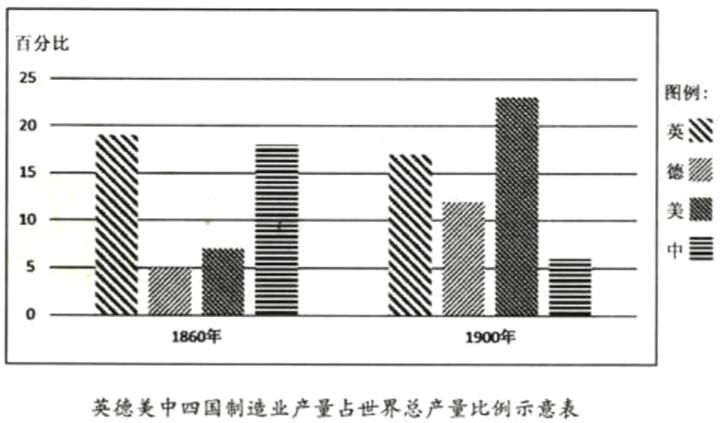 百分比
25
20
15
10
5
0
1860年
1900年
图例:
英
德
美
中
英德美中四国制造业产量占世界总产量比例示意表